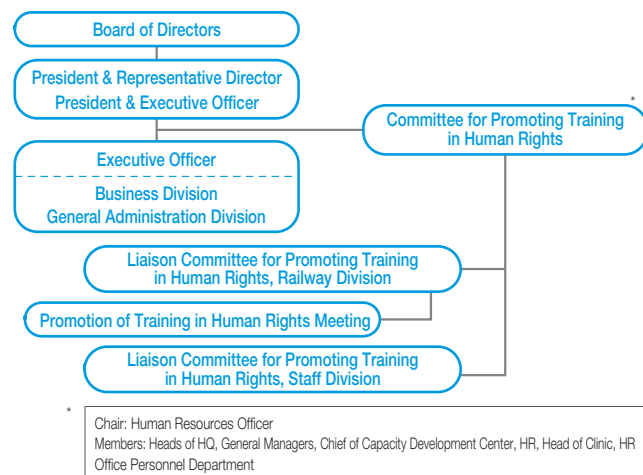 Board of Directors
President & Representative Director
President & Executive Officer
*
Committee for Promoting Training
in Human Rights
Executive Officer
Business Division
General Administration Division
Liaison Committee for Promoting Training
in Human Rights, Railway Division
Promotion of Training in Human Rights Meeting
Liaison Committee for Promoting Training
in Human Rights, Staff Division
*
Chair: Human Resources Officer
Members: Heads of HQ, General Managers, Chief of Capacity Development Center, HR, Head of Clinic, HR
Office Personnel Department